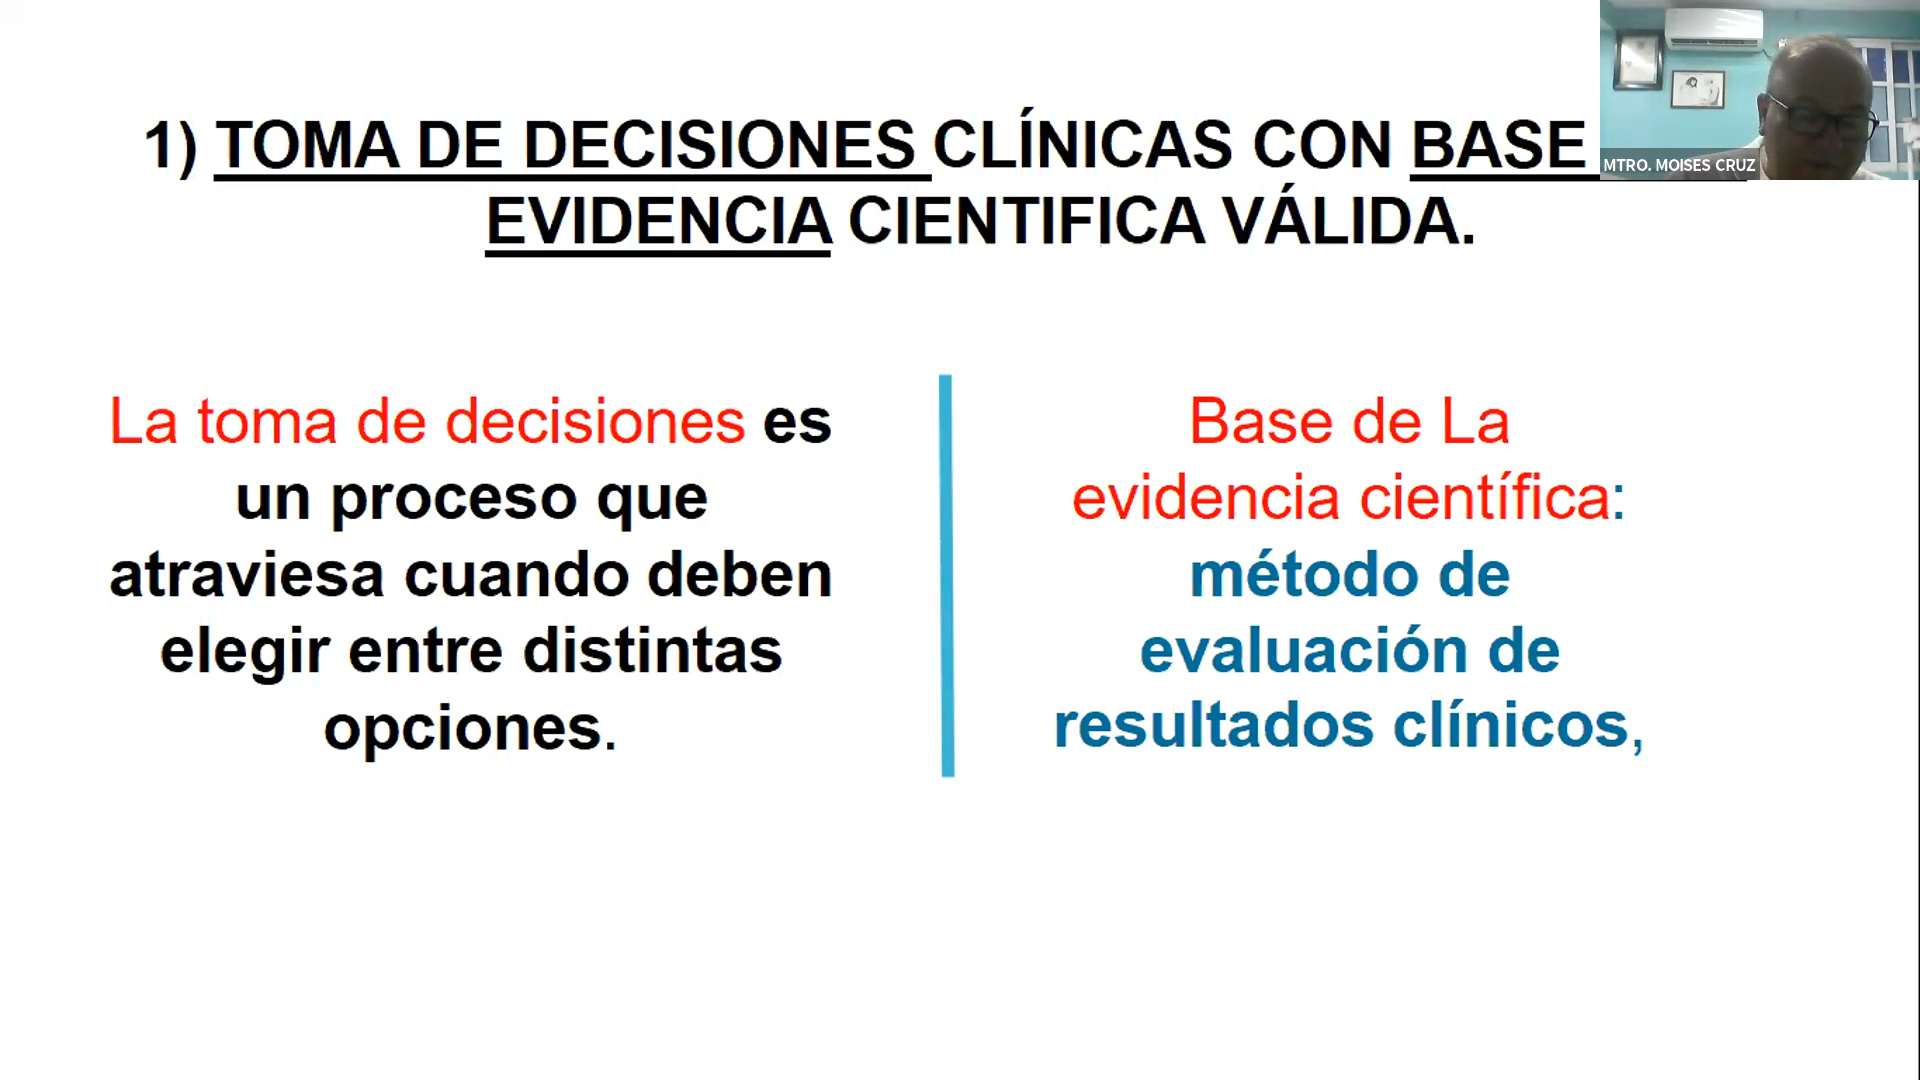 1) TOMA DE DECISIONES CLÍNICAS CON BASE
EVIDENCIA CIENTIFICA VÁLIDA.
La toma de decisiones es
un proceso que
atraviesa cuando deben
elegir entre distintas
opciones.
Base de La
evidencia científica:
método de
evaluación de
resultados clínicos,
MTRO. MOISES CRUZ